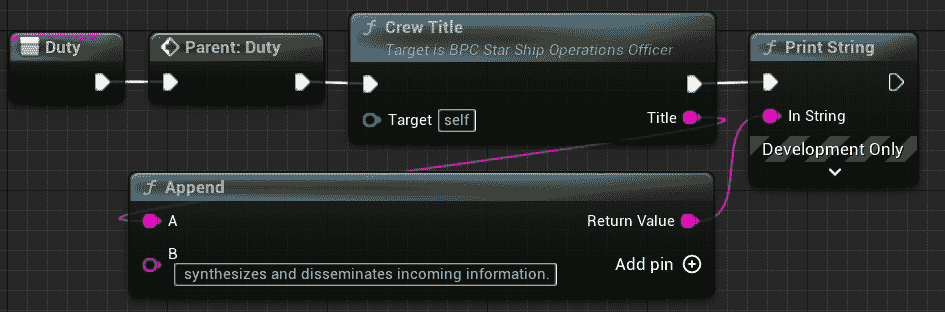 Duty
Parent: Duty
f Crew Title
Target is BPC Star Ship Operations Officer
Target self
Title
f Print String
In String
Development Only
f Append
A
Return Value
B
synthesizes and disseminates incoming information.
Add pin